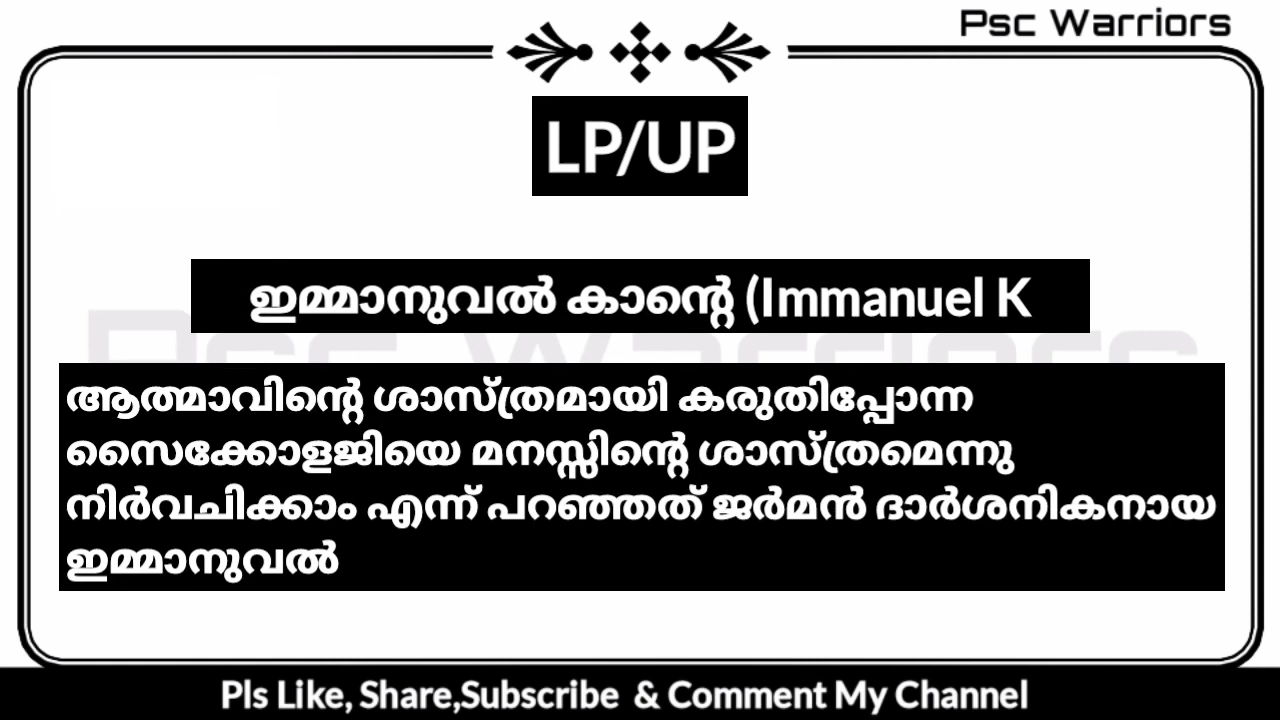 Psc Warriors
LP/UP
ഇമ്മാനുവൽ കാന്റെ (Immanuel K
ആത്മാവിന്റെ ശാസ്ത്രമായി കരുതിപ്പോന്ന
സൈക്കോളജിയെ മനസ്സിന്റെ ശാസ്ത്രമെന്നു
നിർവചിക്കാം എന്ന് പറഞ്ഞത് ജർമൻ ദാർശനികനായ
ഇമ്മാനുവൽ
Pls Like, Share,Subscribe & Comment My Channel